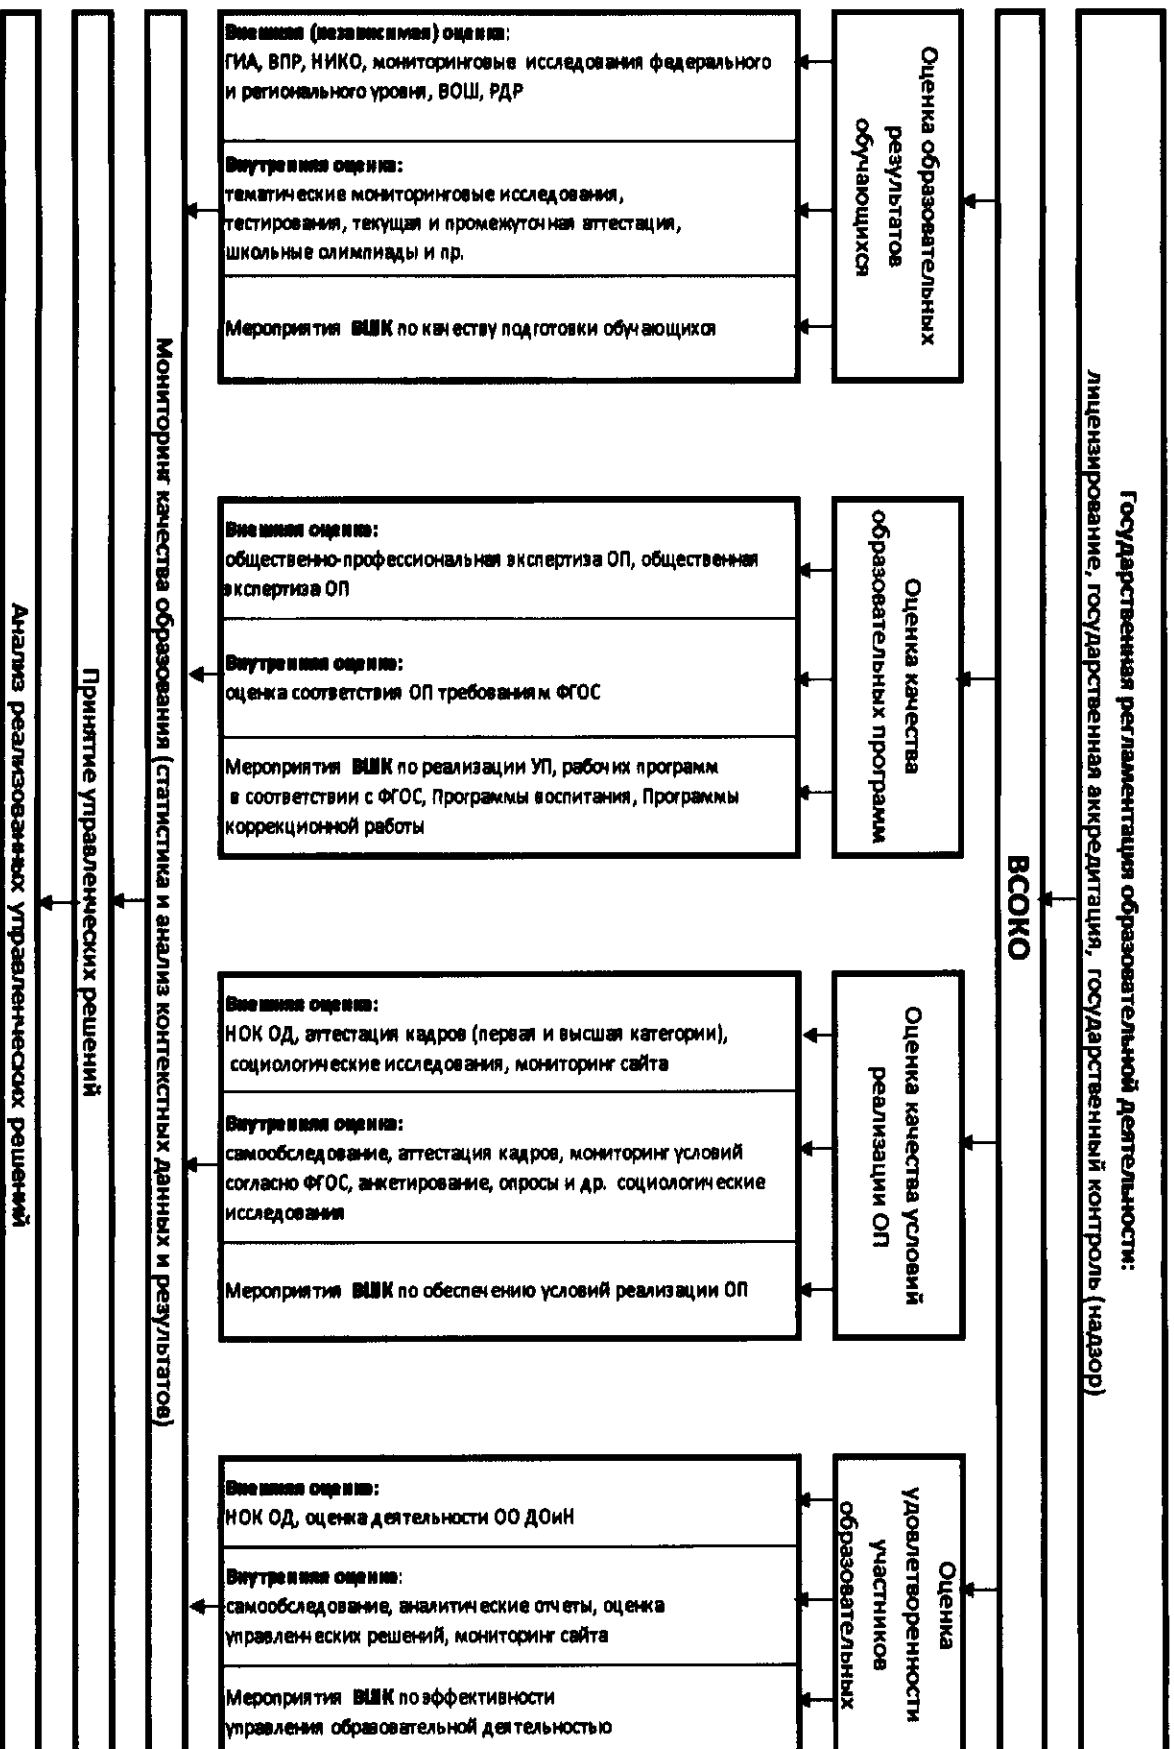 Государственная регламентация образовательной деятельности:
лицензирование, государственная аккредитация, государственный контроль (надзор)
ВСОКО
Оценка образовательных
результатов
обучающихся
Внешняя (независимая) оценка:
ГИА, ВПР, НИКО, мониторинговые исследования федерального
и регионального уровня, ВОШ, РДР
Внутренняя оценка:
тематические мониторинговые исследования,
тестирования, текущая и промежуточная аттестация,
школьные олимпиады и пр.
Мероприятия ВШК по качеству подготовки обучающихся
Оценка качества
образовательных программ
Внешняя оценка:
общественно-профессиональная экспертиза ОП, общественная
экспертиза ОП
Внутренняя оценка:
оценка соответствия ОП требованиям ФГОС
Мероприятия ВШК по реализации УП, рабочих программ
в соответствии с ФГОС, Программы воспитания, Программы
коррекционной работы
Оценка качества условий
реализации ОП
Внешняя оценка:
НОК ОД, аттестация кадров (первая и высшая категории),
социологические исследования, мониторинг сайта
Внутренняя оценка:
самообследование, аттестация кадров, мониторинг условий
согласно ФГОС, анкетирование, опросы и др. социологические
исследования
Мероприятия ВШК по обеспечению условий реализации ОП
Оценка
удовлетворенности
участников
образовательных
Внешняя оценка:
НОК ОД, оценка деятельности ОО ДОиН
Внутренняя оценка:
самообследование, аналитические отчеты, оценка
управленческих решений, мониторинг сайта
Мероприятия ВШК по эффективности
управления образовательной деятельностью
Мониторинг качества образования (статистика и анализ контекстных данных и результатов)
Принятие управленческих решений
Анализ реализованных управленческих решений